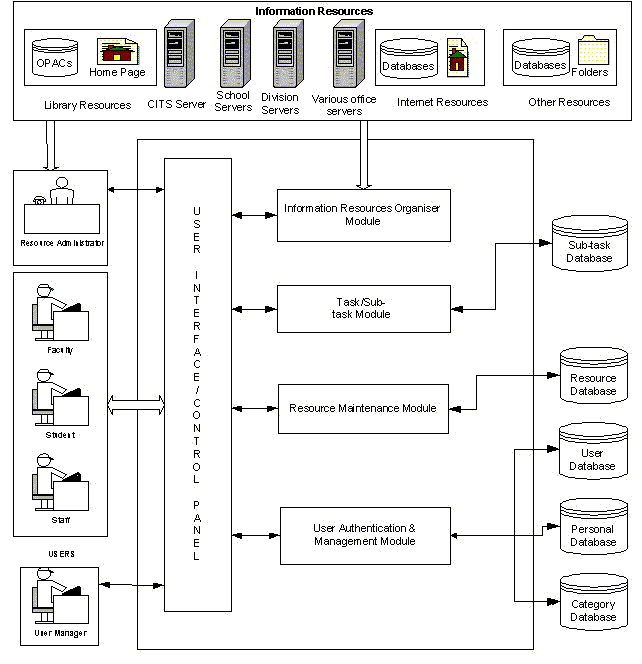 Information Resources
OPACs
Home Page
Library Resources
CITS Server
School
Servers
Division
Servers
Various office
servers
Databases
Internet Resources
Databases
Folders
Other Resources
Resource Administrator
Faculty
Student
Staff
USERS
User Manager
USER INTERFACE/CONTROL PANEL
Information Resources Organiser
Module
Task/Sub-
task Module
Resource Maintenance Module
User Authentication &
Management Module
Sub-task
Database
Resource
Database
User
Database
Personal
Database
Category
Database